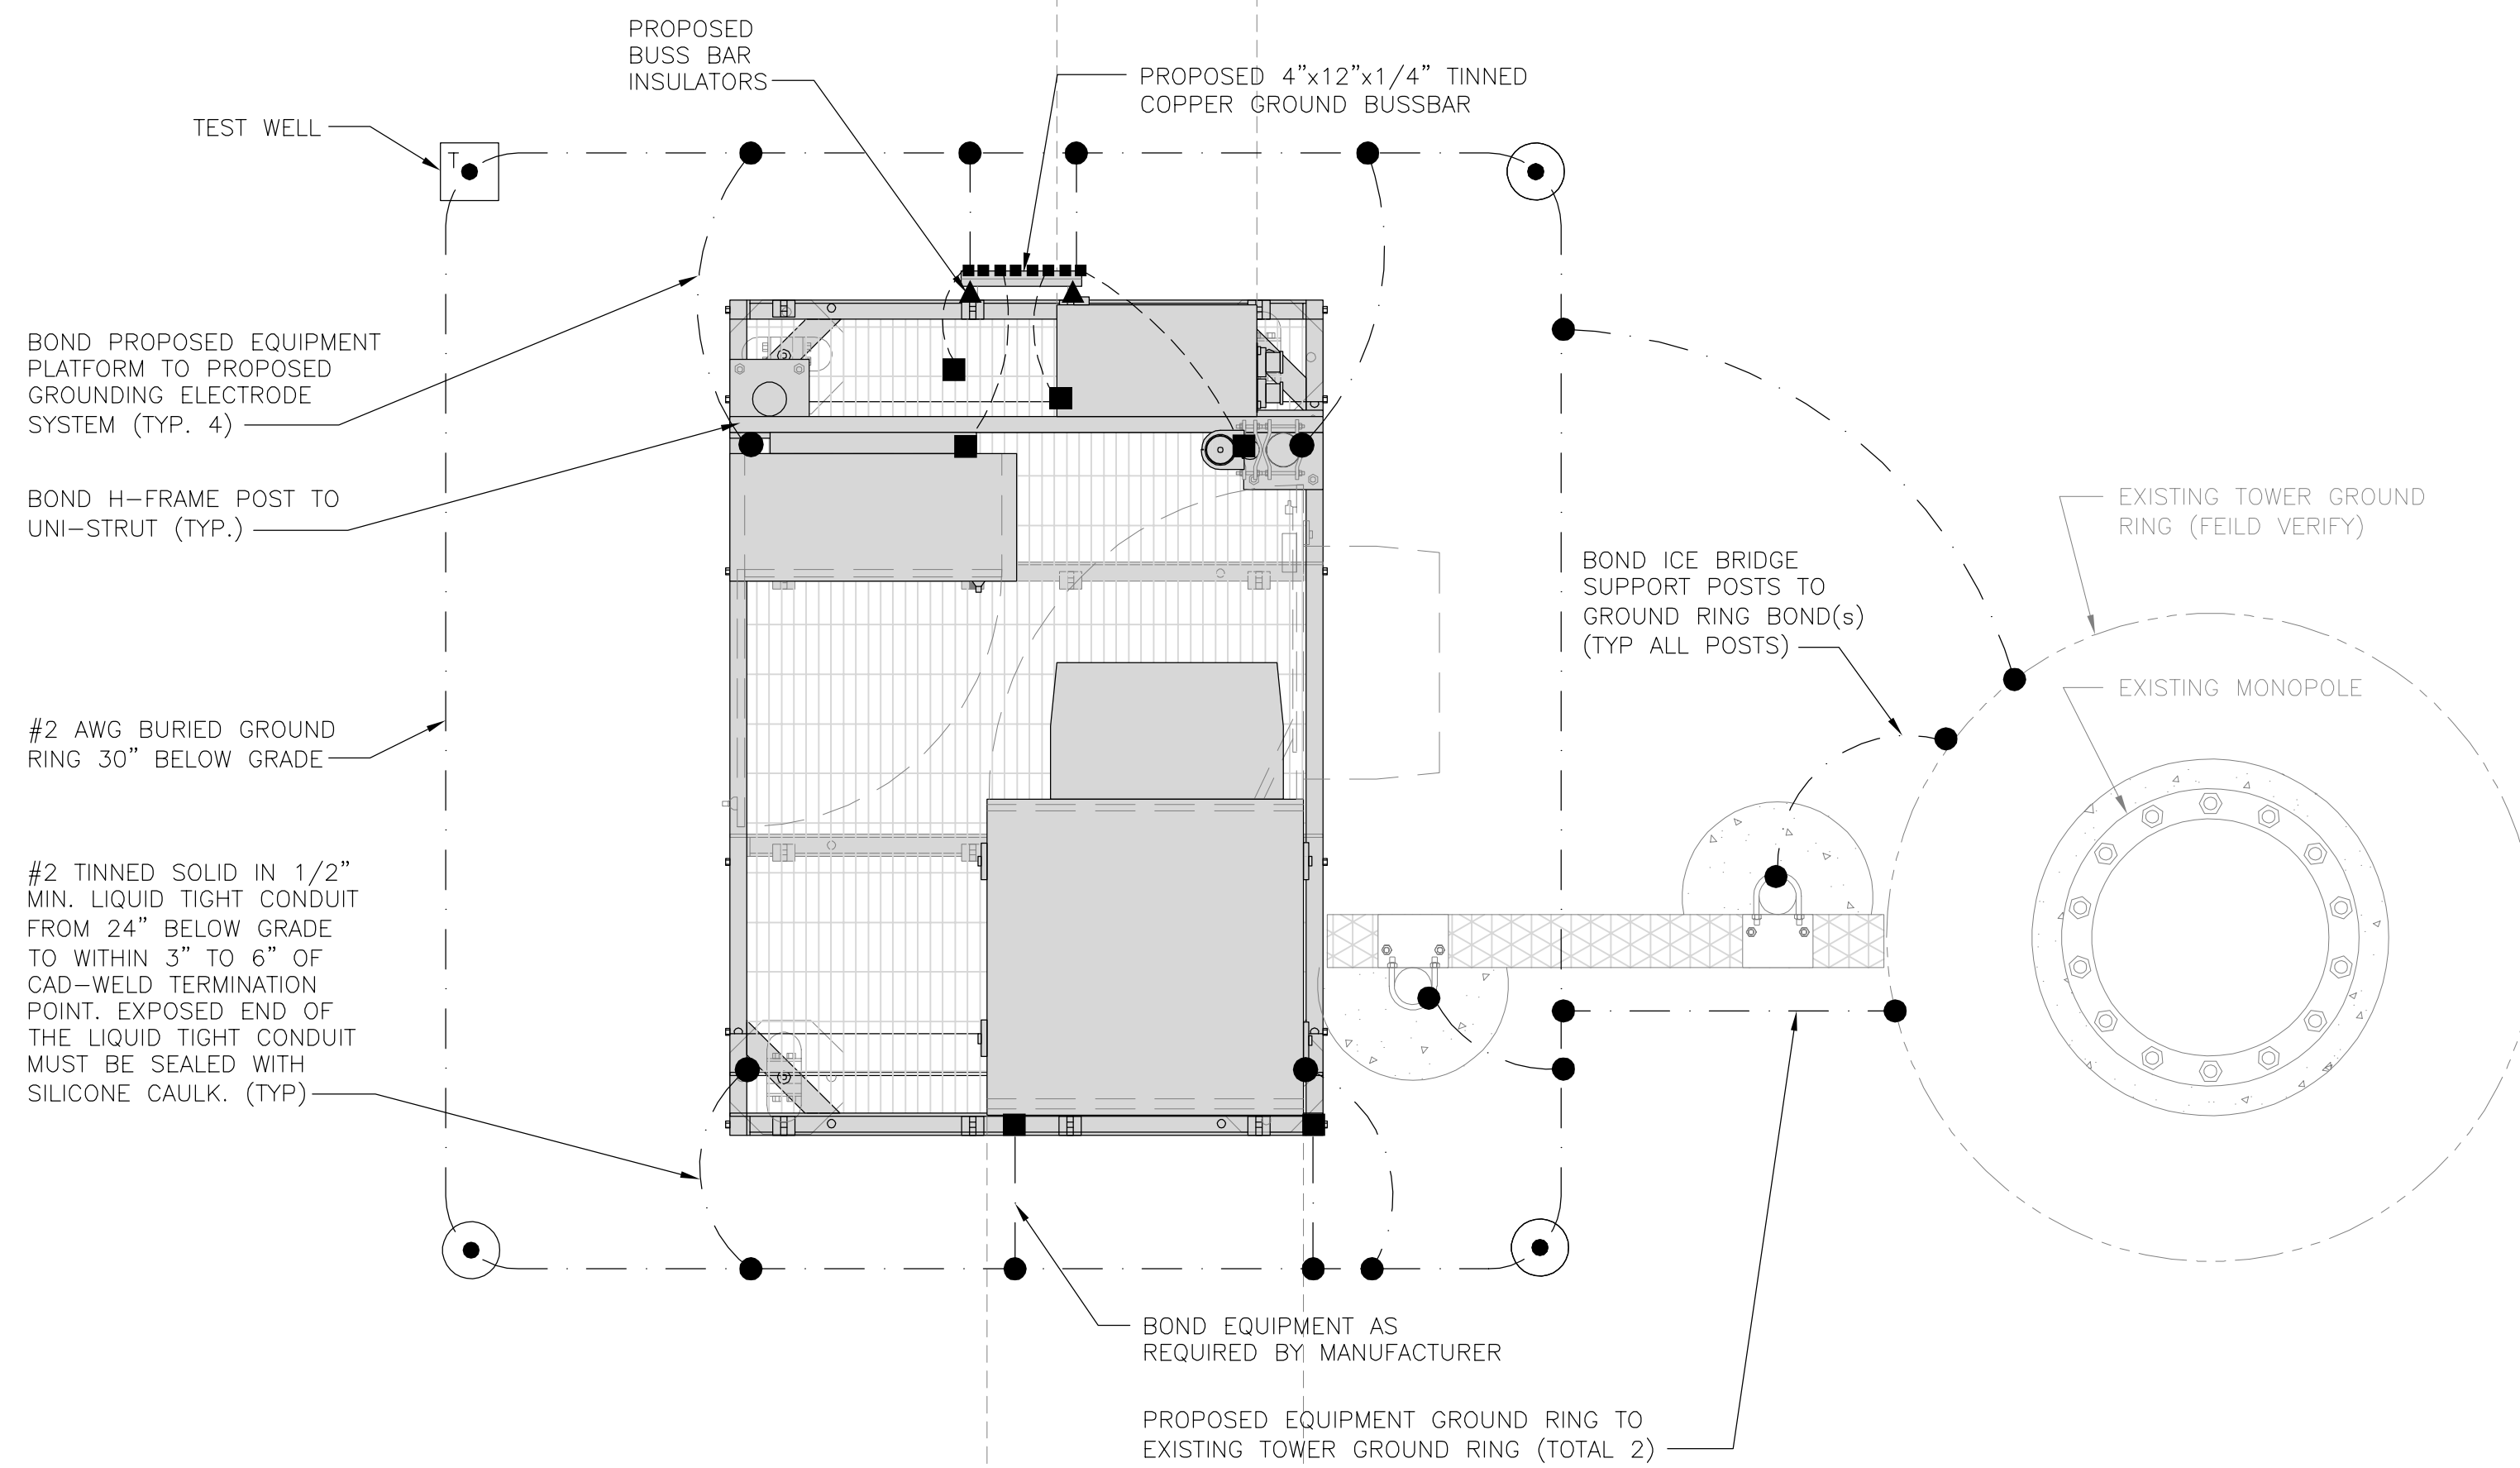 PROPOSED
BUSS BAR
INSULATORS
PROPOSED 4"x12"x1/4" TINNED
COPPER GROUND BUSSBAR
TEST WELL
T
BOND PROPOSED EQUIPMENT
PLATFORM TO PROPOSED
GROUNDING ELECTRODE
SYSTEM (TYP. 4)
BOND H-FRAME POST TO
UNI-STRUT (TYP.)
EXISTING TOWER GROUND
RING (FEILD VERIFY)
BOND ICE BRIDGE
SUPPORT POSTS TO
GROUND RING BOND(s)
(TYP ALL POSTS)
EXISTING MONOPOLE
#2 AWG BURIED GROUND
RING 30" BELOW GRADE
#2 TINNED SOLID IN 1/2"
MIN. LIQUID TIGHT CONDUIT
FROM 24" BELOW GRADE
TO WITHIN 3" TO 6" OF
CAD-WELD TERMINATION
POINT. EXPOSED END OF
THE LIQUID TIGHT CONDUIT
MUST BE SEALED WITH
SILICONE CAULK. (TYP)
BOND EQUIPMENT AS
REQUIRED BY MANUFACTURER
PROPOSED EQUIPMENT GROUND RING TO
EXISTING TOWER GROUND RING (TOTAL 2)